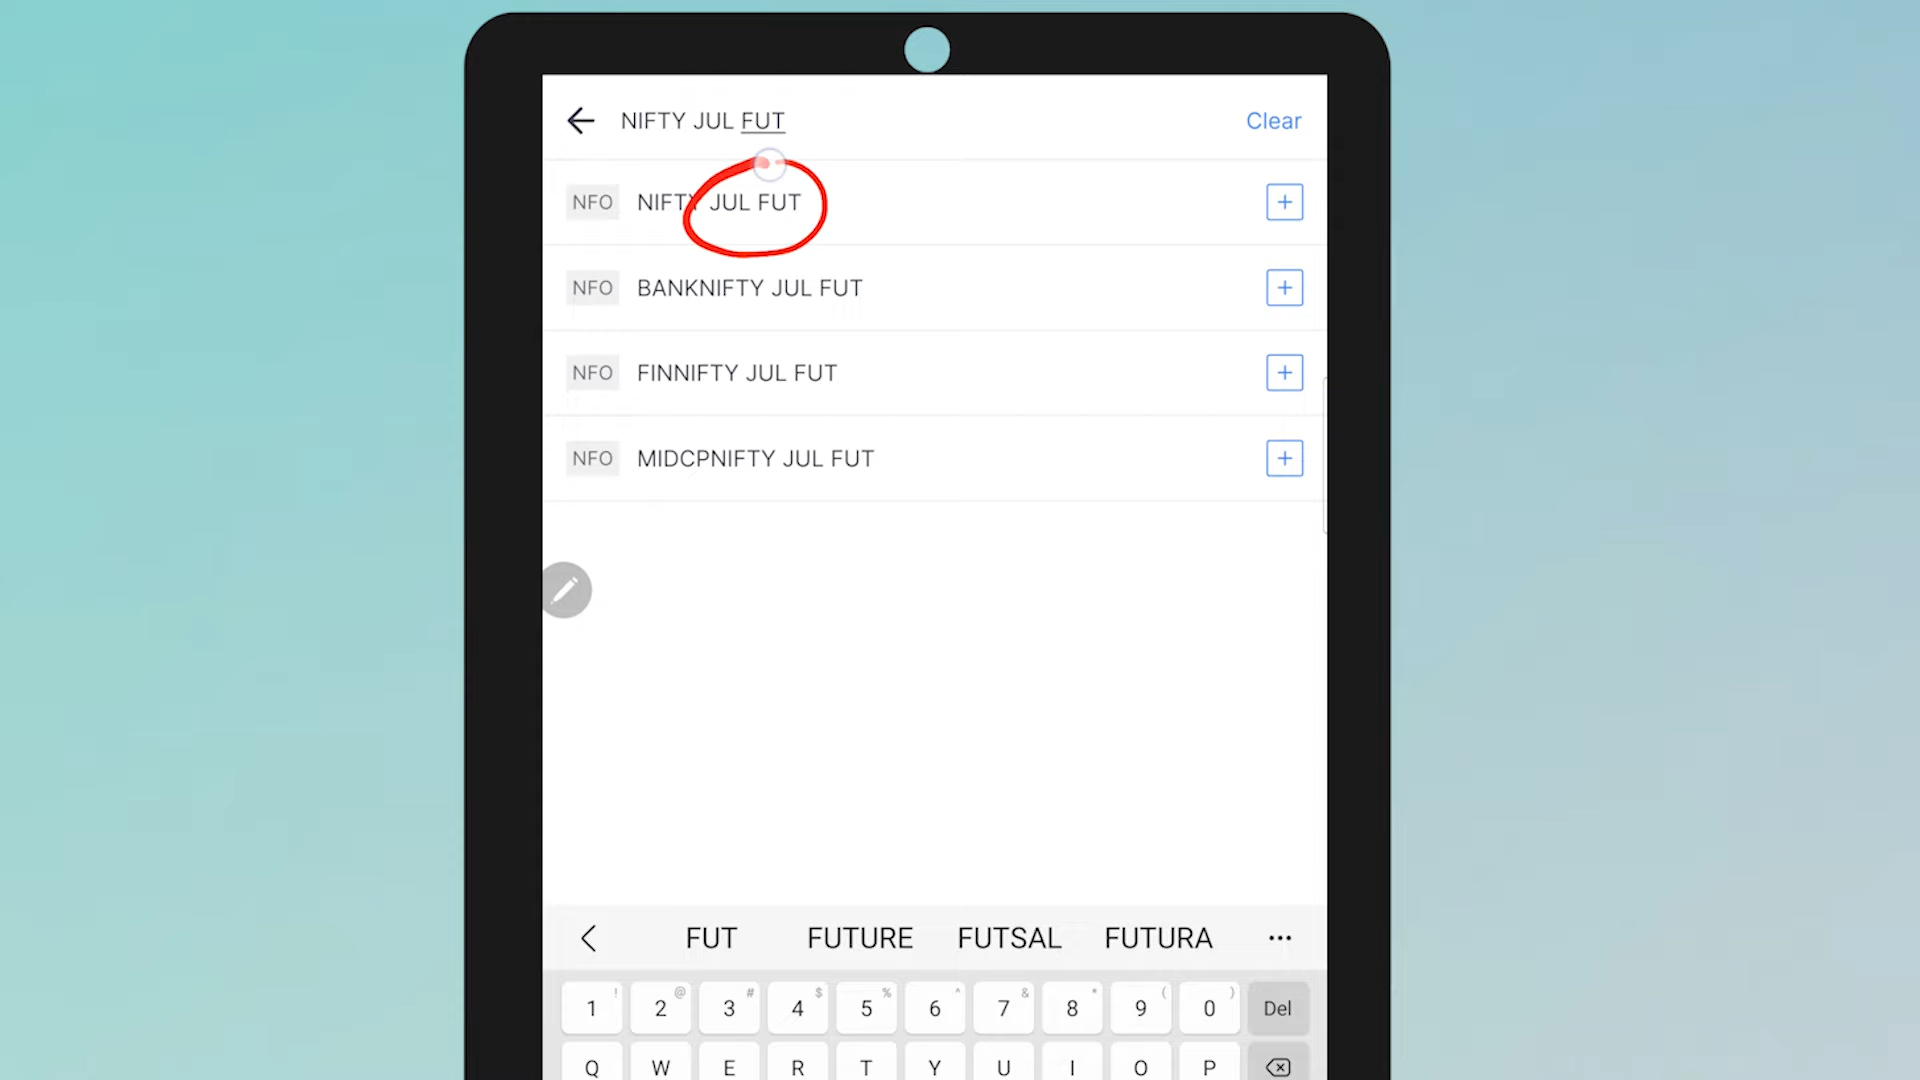 NIFTY JUL FUT Clear
NFO NIFTY JUL FUT +
NFO BANKNIFTY JUL FUT +
NFO FINNIFTY JUL FUT +
NFO MIDCPNIFTY JUL FUT +
FUT FUTURE FUTSAL FUTURA ...
! @ # $ % ^ & * ( )
1 2 3 4 5 6 7 8 9 0 Del
Q W E R T Y U I O P